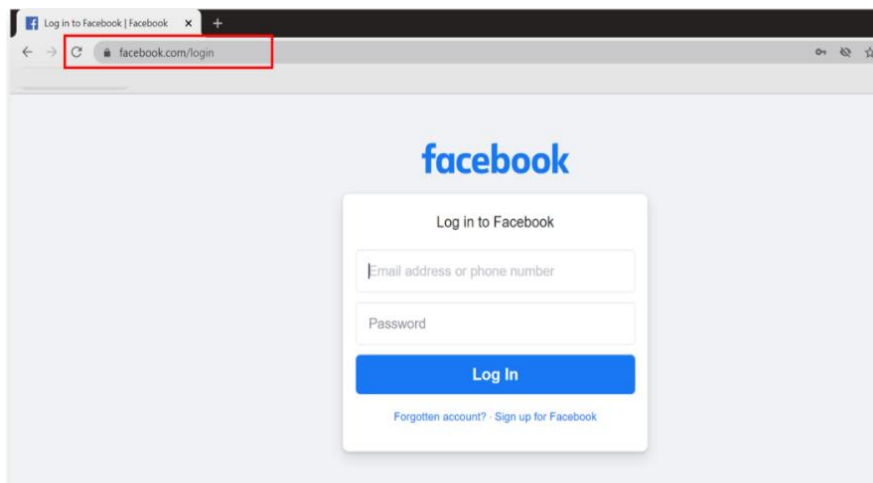 Log in to Facebook | Facebook
facebook.com/login
facebook
Log in to Facebook
Email address or phone number
Password
Log In
Forgotten account? · Sign up for Facebook